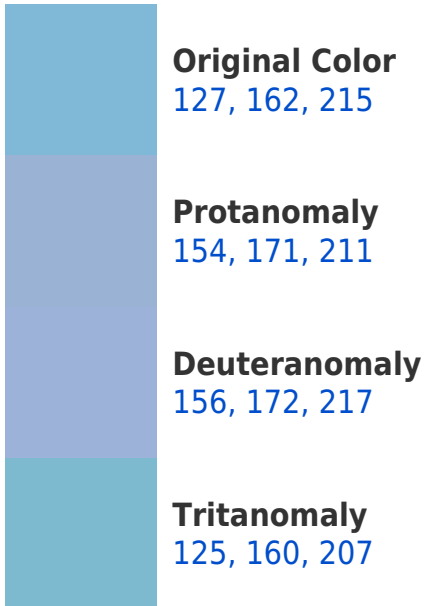 Original Color
127, 162, 215
Protanomaly
154, 171, 211
Deuteranomaly
156, 172, 217
Tritanomaly
125, 160, 207